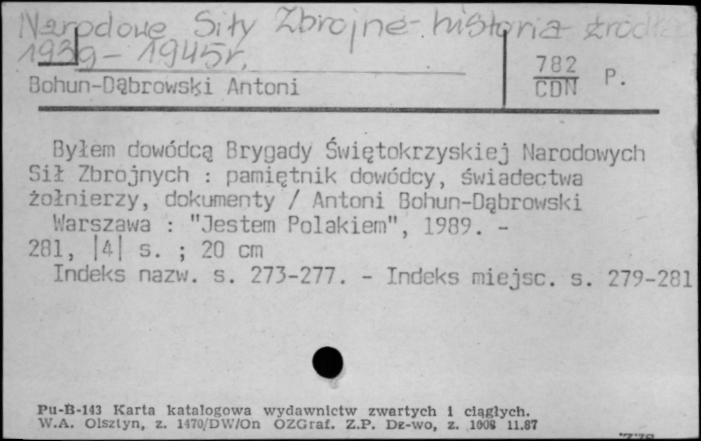 Narodowe Siły Zbrojne - historia - źródła
1939 - 1945 r.
Bohun-Dąbrowski Antoni
782 P.
CDN
Byłem dowódcą Brygady Świętokrzyskiej Narodowych
Sił Zbrojnych : pamiętnik dowódcy, świadectwa
żołnierzy, dokumenty / Antoni Bohun-Dąbrowski
Warszawa : "Jestem Polakiem", 1989. -
281, |4| s. ; 20 cm
Indeks nazw. s. 273-277. - Indeks miejsc. s. 279-281
Pu-B-143 Karta katalogowa wydawnictw zwartych i ciągłych.
W.A. Olsztyn, z. 1470/DW/On OZGraf. Z.P. Dz-wo, z. 1008 11.87